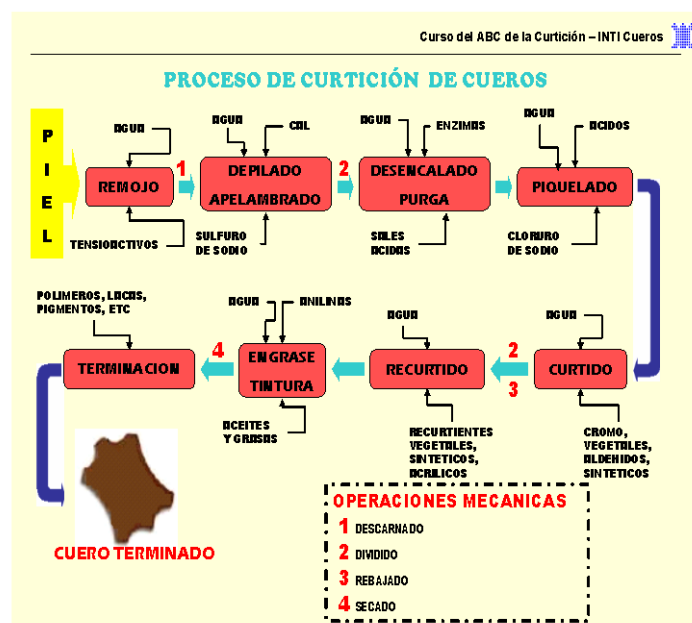 Curso del ABC de la Curtición – INTI Cueros
PROCESO DE CURTICIÓN DE CUEROS
PIEL
AGUA
REMOJO
TENSIOACTIVOS
1
AGUA
CAL
DEPILADO
APELAMBRADO
SULFURO
DE SODIO
2
AGUA
ENZIMAS
DESENCALADO
PURGA
SALES
ACIDAS
AGUA
ACIDOS
PIQUELADO
CLORURO
DE SODIO
AGUA
CURTIDO
CROMO,
VEGETALES,
ALDEHIDOS,
SINTETICOS
2
3
AGUA
RECURTIDO
RECURTIENTES
VEGETALES,
SINTETICOS,
ACRILICOS
AGUA
ANILINAS
ENGRASE
TINTURA
ACEITES
Y GRASAS
4
POLIMEROS, LACAS,
PIGMENTOS, ETC
TERMINACION
CUERO TERMINADO
OPERACIONES MECANICAS
1 DESCARNADO
2 DIVIDIDO
3 REBAJADO
4 SECADO